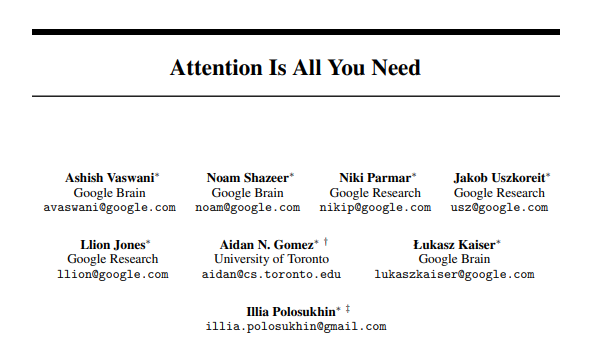 Attention Is All You Need
Ashish Vaswani* Noam Shazeer* Niki Parmar* Jakob Uszkoreit*
Google Brain Google Brain Google Research Google Research
avaswani@google.com noam@google.com nikip@google.com usz@google.com
Llion Jones* Aidan N. Gomez* † Łukasz Kaiser*
Google Research University of Toronto Google Brain
llion@google.com aidan@cs.toronto.edu lukaszkaiser@google.com
Illia Polosukhin* ‡
illia.polosukhin@gmail.com